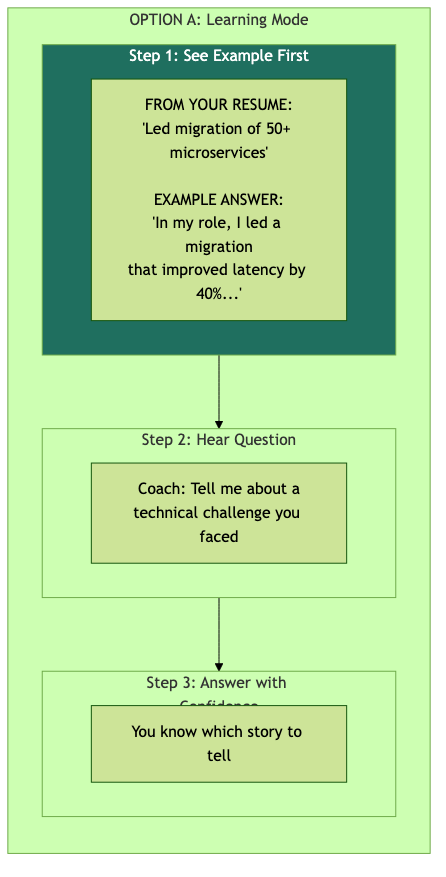 OPTION A: Learning Mode
Step 1: See Example First
FROM YOUR RESUME:
'Led migration of 50+
microservices'
EXAMPLE ANSWER:
'In my role, I led a
migration
that improved latency by
40%...'
Step 2: Hear Question
Coach: Tell me about a
technical challenge you
faced
Step 3: Answer with
Confidence
You know which story to
tell